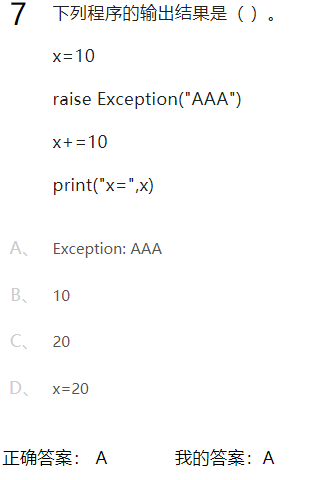 7 下列程序的输出结果是（ ）。
x=10
raise Exception("AAA")
x+=10
print("x=",x)
A、 Exception: AAA
B、 10
C、 20
D、 x=20
正确答案： A 我的答案：A